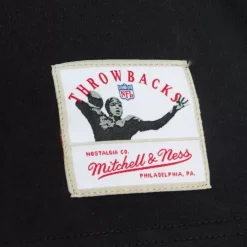 THROWBACKS
NFL
NOSTALGIA CO.
Mitchell & Ness
PHILADELPHIA, PA.